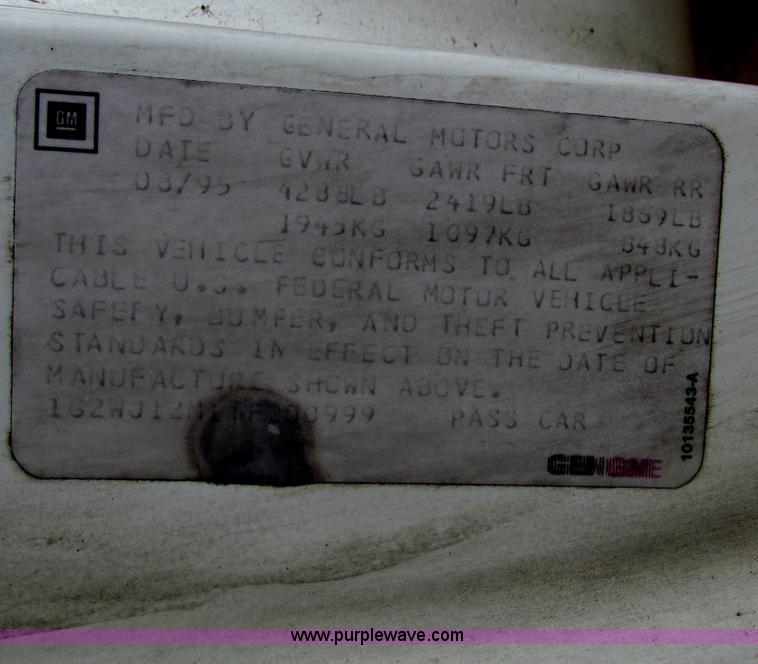 GM
MFD BY GENERAL MOTORS CORP
DATE GVWR GAWR FRT GAWR RR
03/95 4288LB 2419LB 1869LB
1945KG 1097KG 848KG
THIS VEHICLE CONFORMS TO ALL APPLI-
CABLE U.S. FEDERAL MOTOR VEHICLE
SAFETY, BUMPER, AND THEFT PREVENTION
STANDARDS IN EFFECT ON THE DATE OF
MANUFACTURE SHOWN ABOVE.
PASS CAR
10135543-A
www.purplewave.com